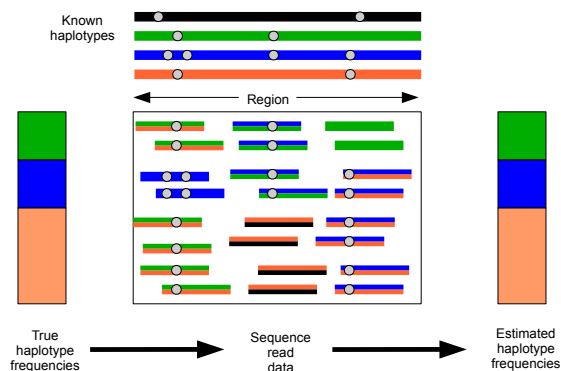 Known
haplotypes
Region
True
haplotype
frequencies
Sequence
read
data
Estimated
haplotype
frequencies